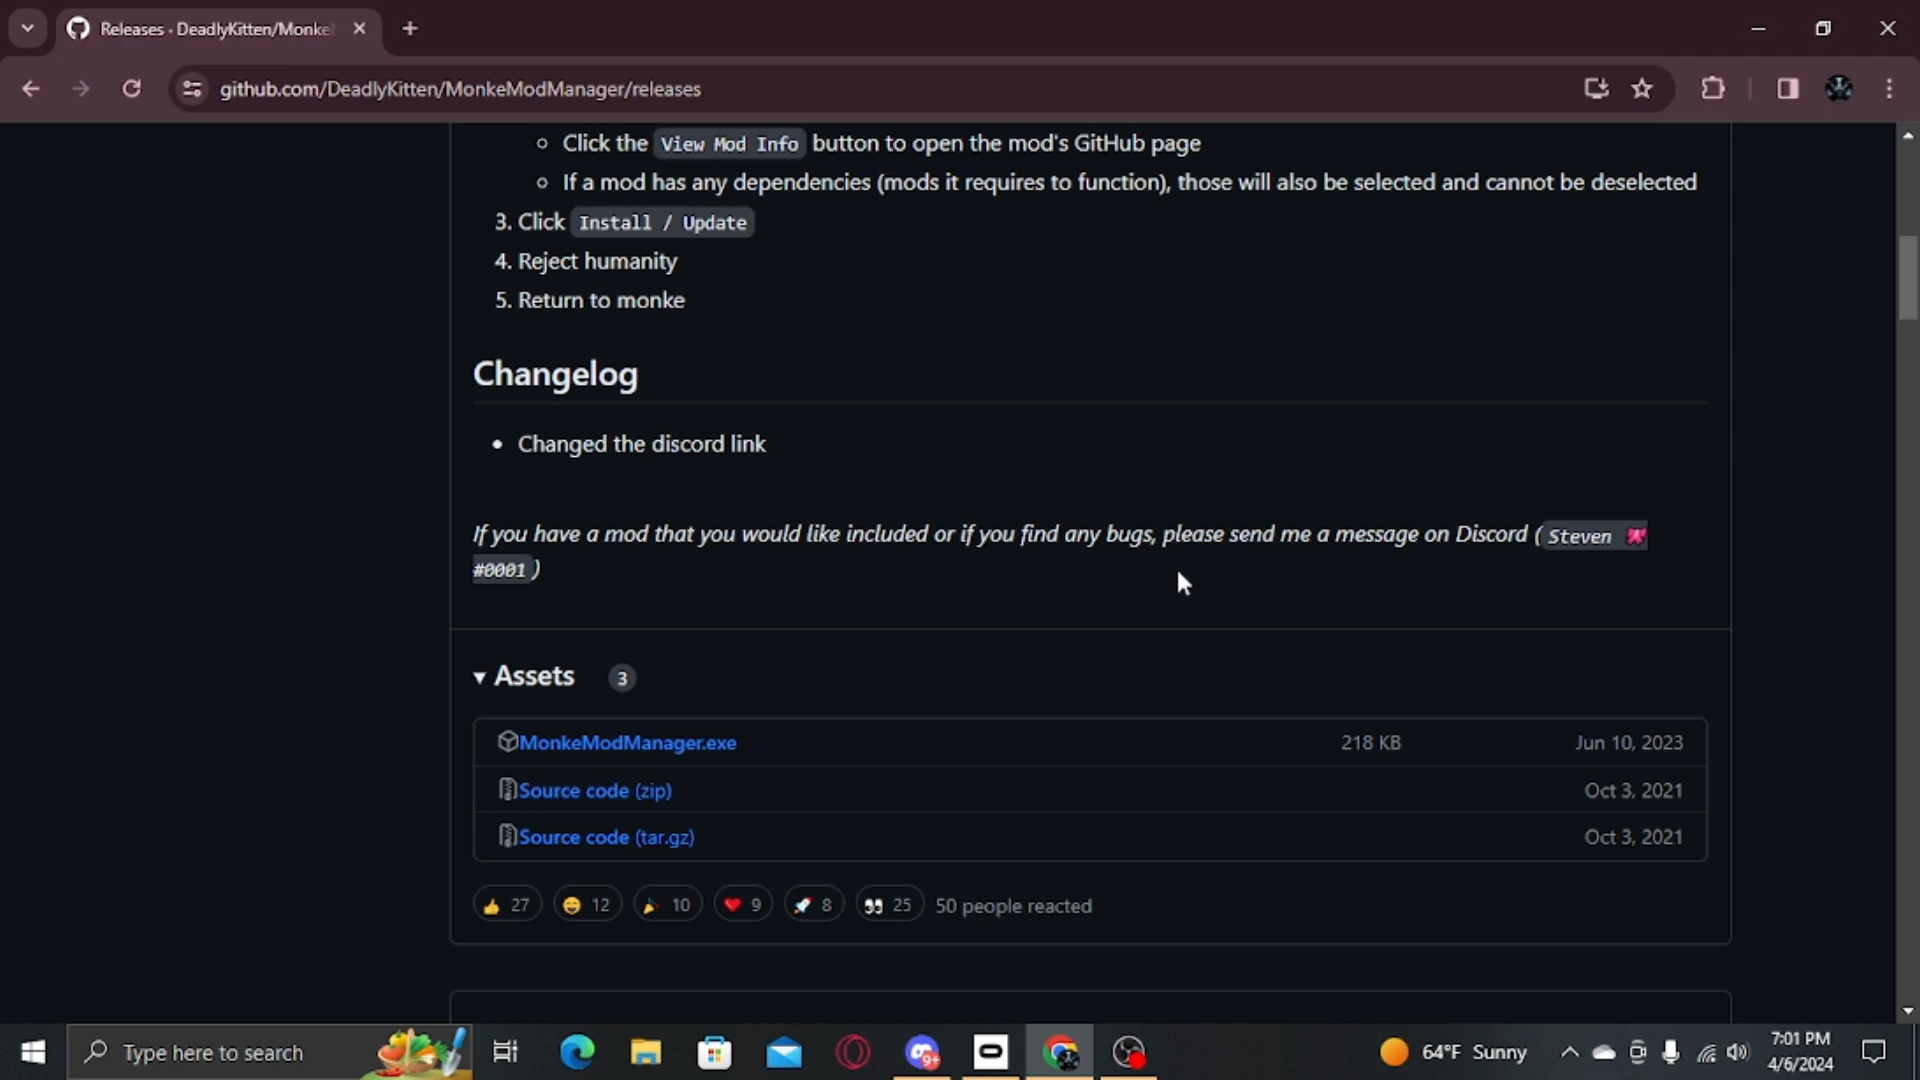 Releases · DeadlyKitten/Monke
github.com/DeadlyKitten/MonkeModManager/releases
Click the View Mod Info button to open the mod's GitHub page
If a mod has any dependencies (mods it requires to function), those will also be selected and cannot be deselected
3. Click Install / Update
4. Reject humanity
5. Return to monke
Changelog
Changed the discord link
If you have a mod that you would like included or if you find any bugs, please send me a message on Discord ( Steven
#0001 )
Assets 3
MonkeModManager.exe 218 KB Jun 10, 2023
Source code (zip) Oct 3, 2021
Source code (tar.gz) Oct 3, 2021
27 12 10 9 8 25 50 people reacted
Type here to search 9+ 64°F Sunny 7:01 PM
4/6/2024